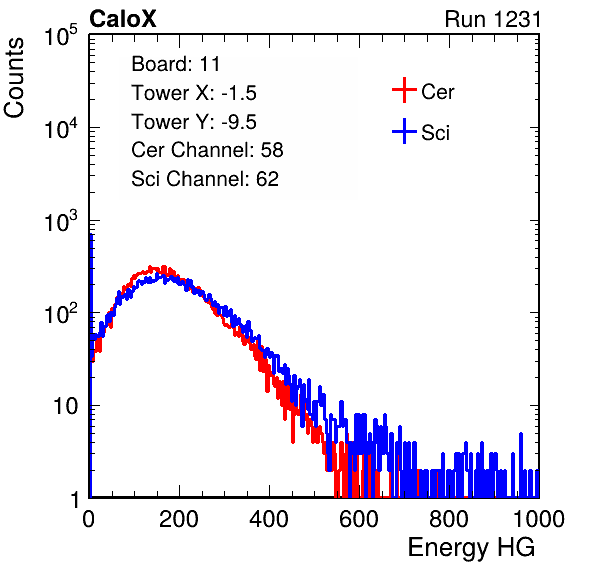 CaloX Run 1231
Counts
Board: 11
Tower X: -1.5
Tower Y: -9.5
Cer Channel: 58
Sci Channel: 62
Cer
Sci
10^5
10^4
10^3
10^2
10
1
0 200 400 600 800 1000
Energy HG